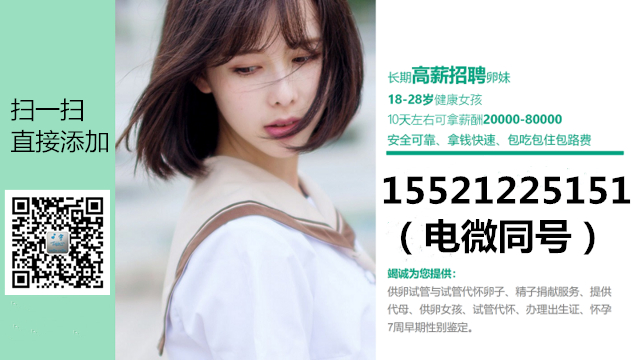 扫一扫
直接添加
长期高薪招聘卵妹
18-28岁健康女孩
10天左右可拿薪酬20000-80000
安全可靠、拿钱快速、包吃包住包路费
15521225151
（电微同号）
竭诚为您提供：
供卵试管与试管代怀卵子、精子捐献服务、提供
代母、供卵女孩、试管代怀、办理出生证、怀孕
7周早期性别鉴定。